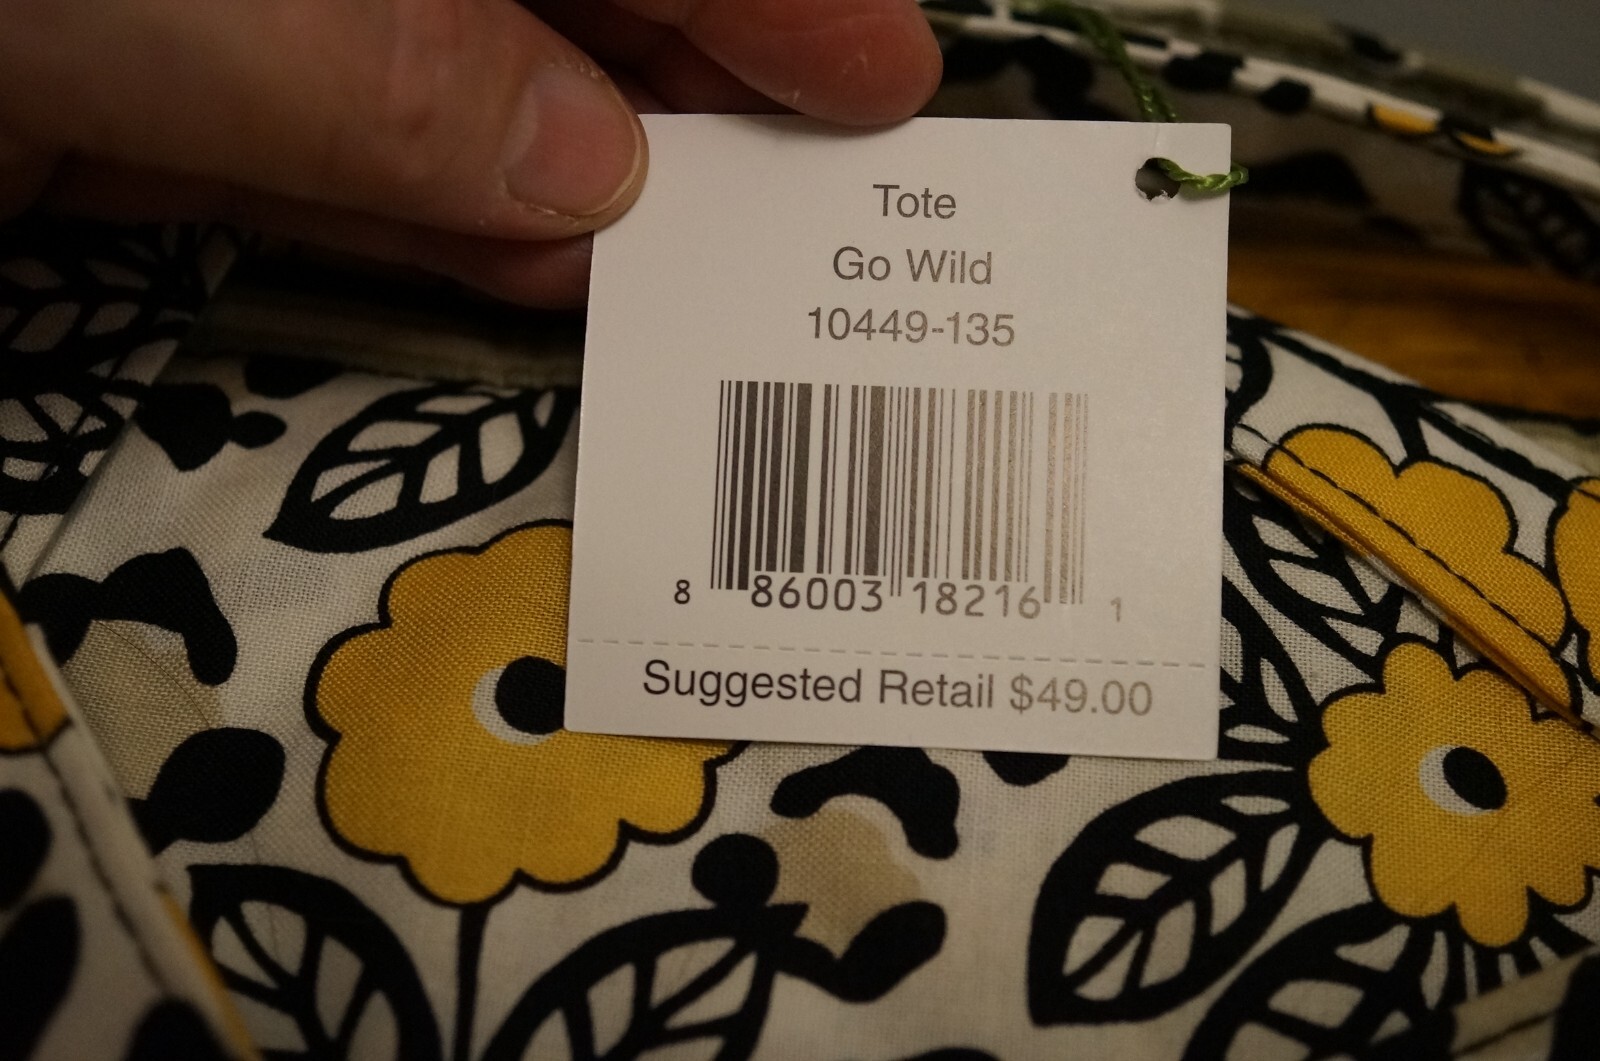 Tote
Go Wild
10449-135
8 86003 18216 1
Suggested Retail $49.00